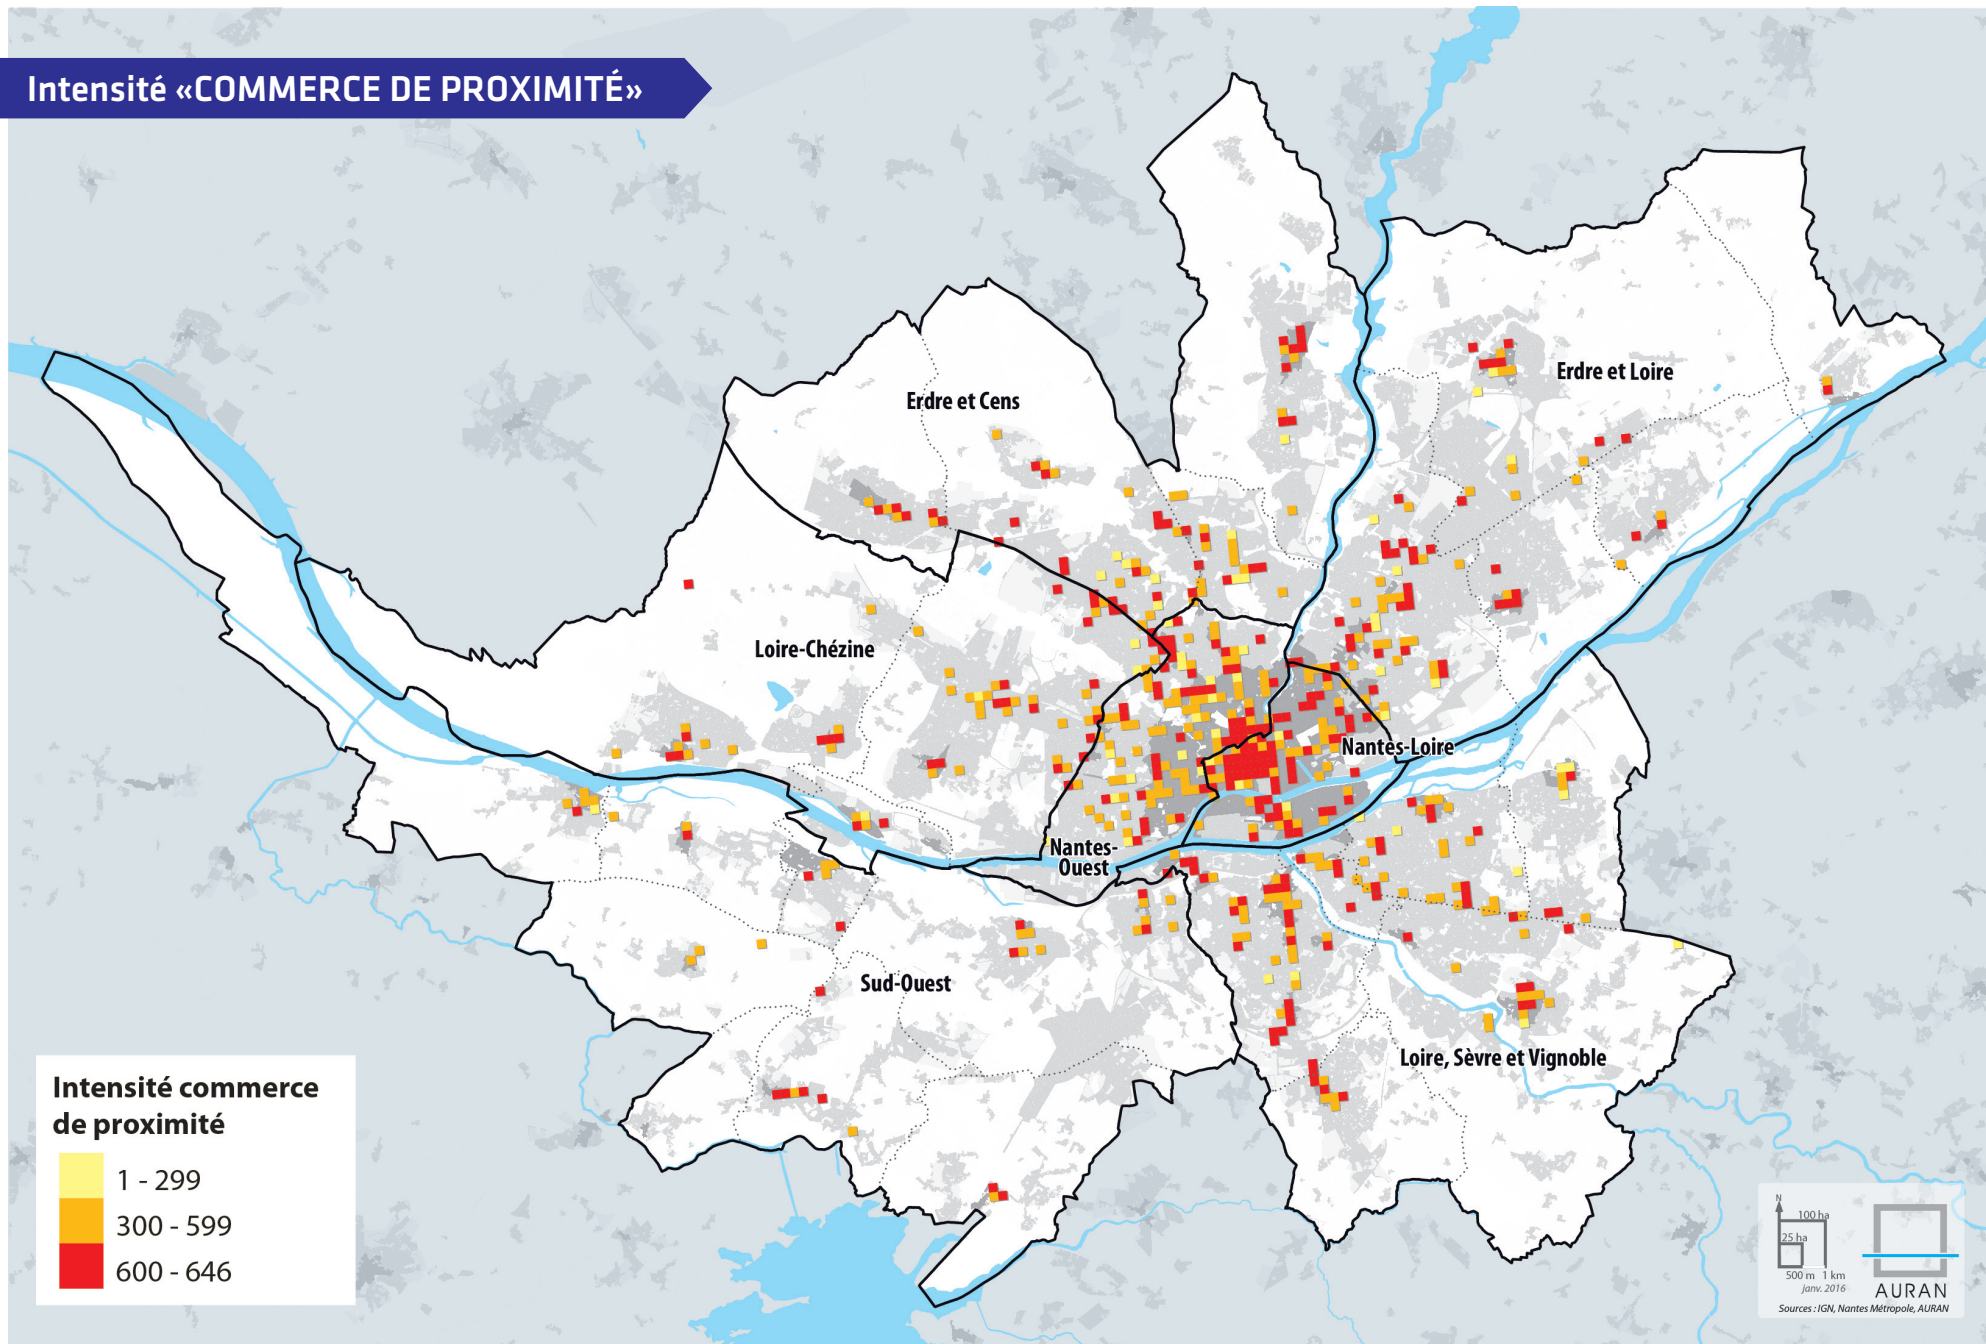 Intensité «COMMERCE DE PROXIMITÉ»
Erdre et Loire
Erdre et Cens
Loire-Chézine
Nantes-Loire
Nantes-
Ouest
Sud-Ouest
Loire, Sèvre et Vignoble
Intensité commerce
de proximité
1 - 299
300 - 599
600 - 646
N
100 ha
25 ha
500 m 1 km
janv. 2016
AURAN
Sources : IGN, Nantes Métropole, AURAN